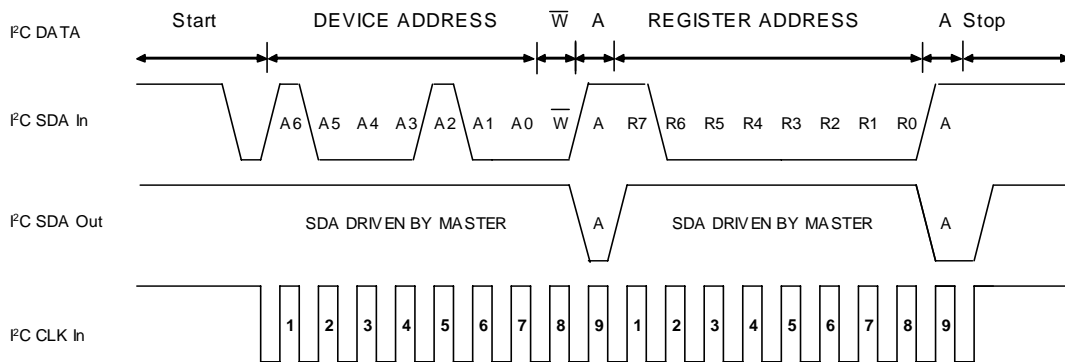 Start DEVICE ADDRESS W̅ A REGISTER ADDRESS A Stop
I²C DATA
I²C SDA In
A6 A5 A4 A3 A2 A1 A0 W̅ A R7 R6 R5 R4 R3 R2 R1 R0 A
I²C SDA Out
SDA DRIVEN BY MASTER A SDA DRIVEN BY MASTER A
I²C CLK In
1 2 3 4 5 6 7 8 9 1 2 3 4 5 6 7 8 9